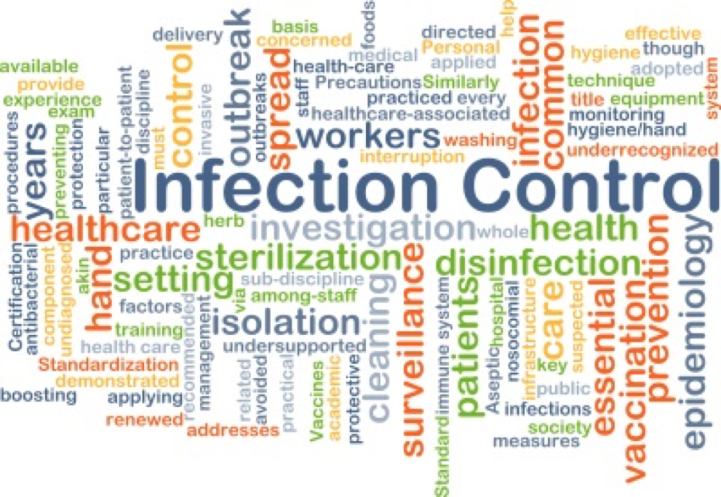 delivery
outbreak
basis
concerned
foods
directed
Personal
help
effective
hygiene
though
available
provide
experience
exam
control
invasive
outbreaks
spread
health-care
medical
applied
infection
common
adopted
technique
system
staff
Precautions
Similarly
practiced
every
title
equipment
healthcare-associated
monitoring
hygiene/hand
procedures
years
preventing
protection
particular
patient-to-patient
discipline
must
workers
washing
interruption
underrecognized
Infection Control
healthcare
herb
investigation
whole
health
Certification
antibacterial
component
undiagnosed
akin
hand
practice
sterilization
disinfection
prevention
epidemiology
setting
sub-discipline
via
among-staff
factors
training
recommended
management
isolation
cleaning
surveillance
immune system
Standard
patients
Aseptic
hospital
nosocomial
infrastructure
care
suspected
essential
vaccination
health care
undersupported
Standardization
demonstrated
key
boosting
applying
related
avoided
practical
Vaccines
academic
protective
public
infections
renewed
addresses
society
measures